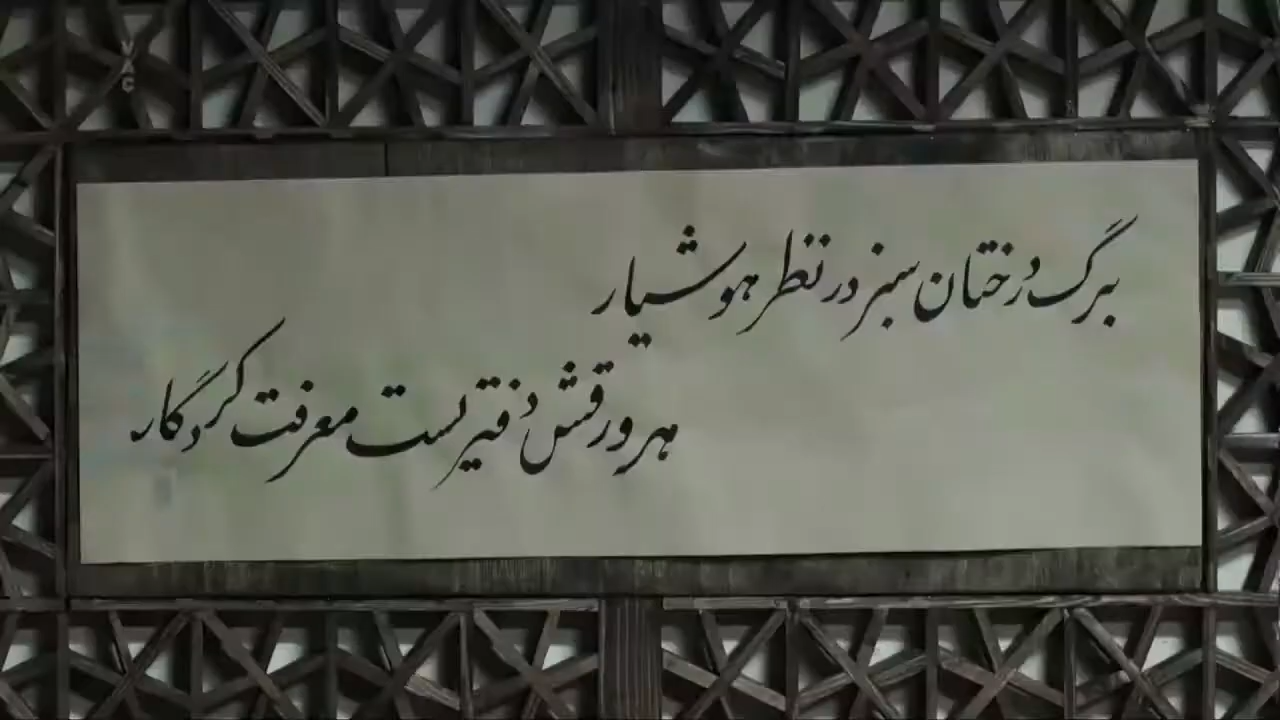 برگ درختان سبز در نظر هوشیار
هر ورقش دفتریست معرفت کردگار